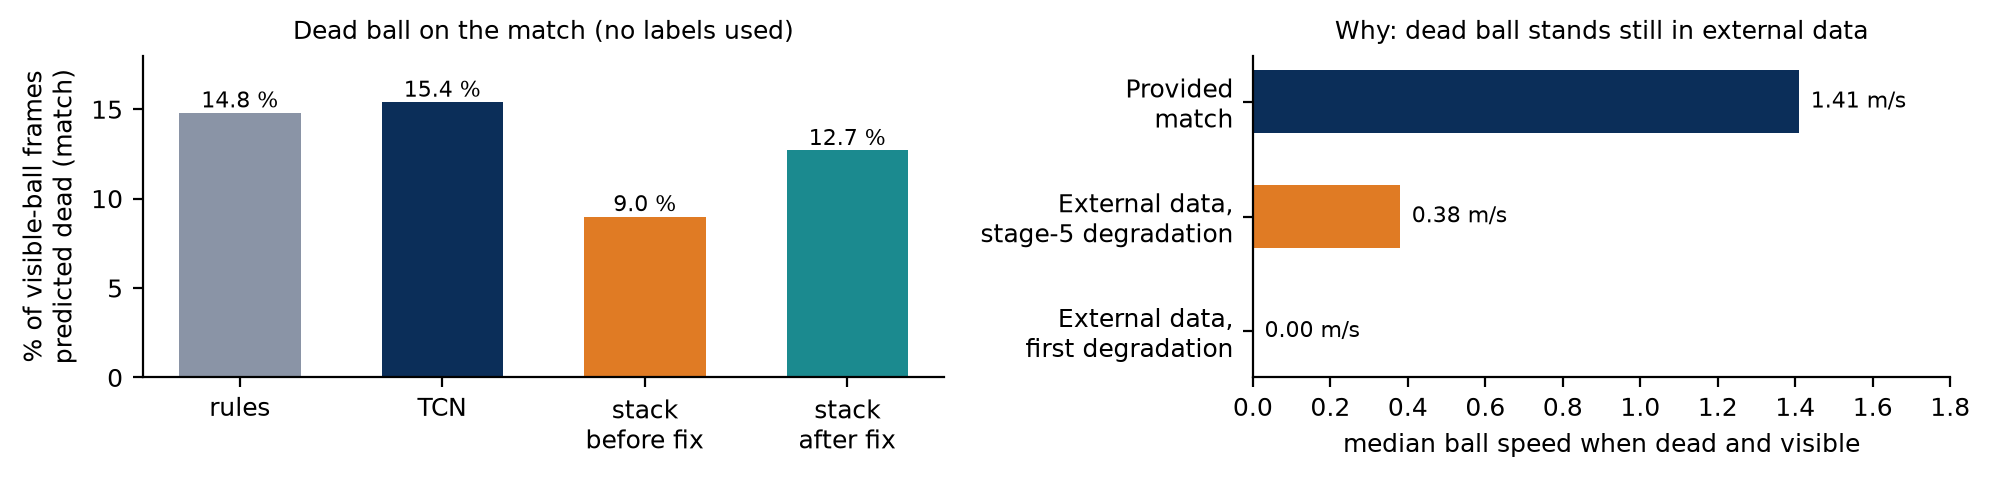 Dead ball on the match (no labels used)
% of visible-ball frames
predicted dead (match)
15
10
5
0
14.8 %
15.4 %
9.0 %
12.7 %
rules
TCN
stack
before fix
stack
after fix
Why: dead ball stands still in external data
Provided
match
1.41 m/s
External data,
stage-5 degradation
0.38 m/s
External data,
first degradation
0.00 m/s
0.0 0.2 0.4 0.6 0.8 1.0 1.2 1.4 1.6 1.8
median ball speed when dead and visible